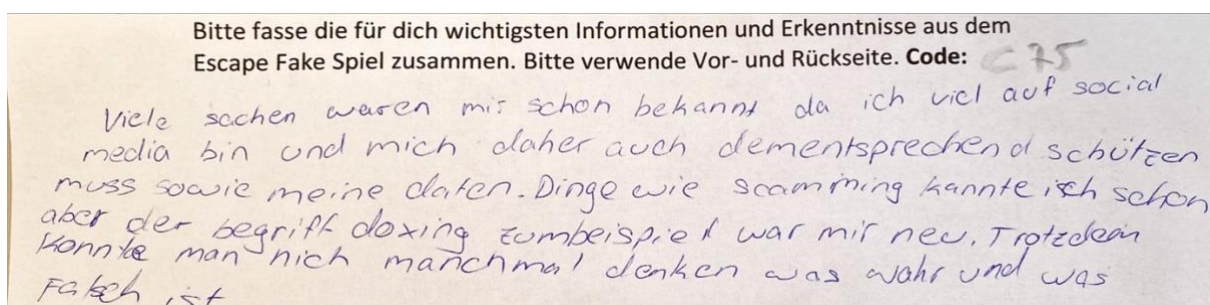 Bitte fasse die für dich wichtigsten Informationen und Erkenntnisse aus dem
Escape Fake Spiel zusammen. Bitte verwende Vor- und Rückseite. Code: C75
Viele sachen waren mir schon bekannt da ich viel auf social
media bin und mich daher auch dementsprechend schützen
muss sowie meine daten. Dinge wie scamming kannte ich schon
aber der begriff doxing zumbeispiel war mir neu. Trotzdem
konnte man nich manchmal denken was wahr und was
Falsch ist